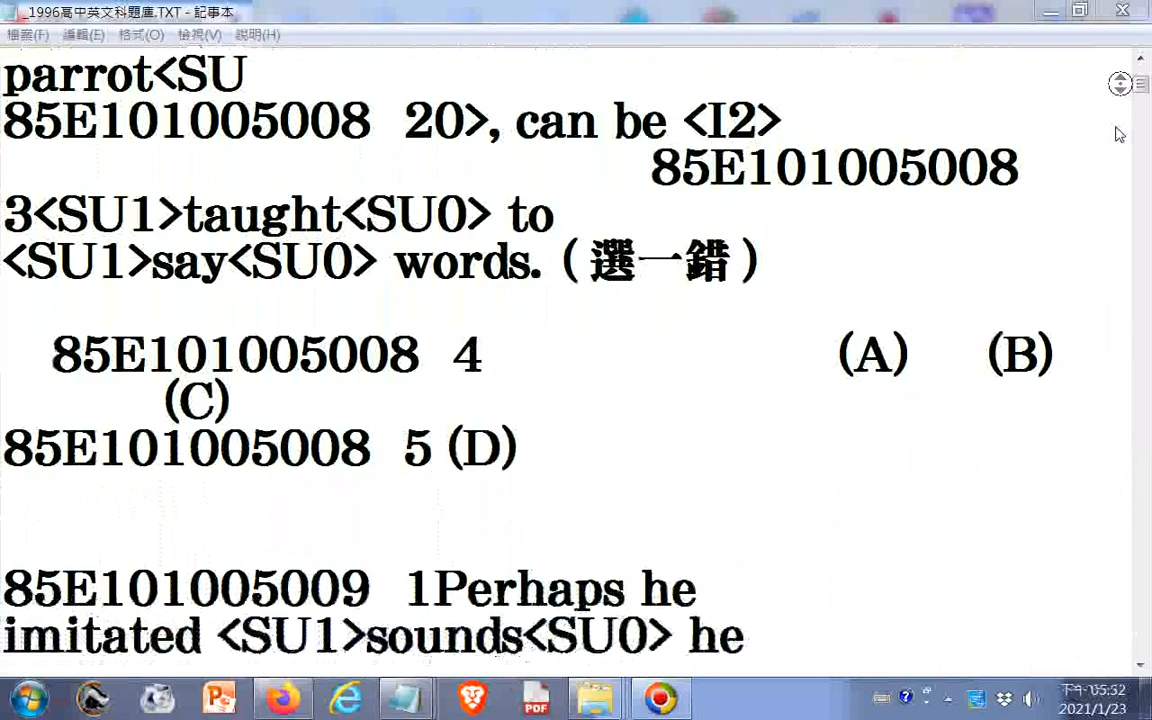 _1996高中英文科題庫.TXT - 記事本
檔案(F) 編輯(E) 格式(O) 檢視(V) 說明(H)
parrot<SU
85E101005008 20>, can be <I2>
85E101005008
3<SU1>taught<SU0> to
<SU1>say<SU0> words. (選一錯)
85E101005008 4 (A) (B)
(C)
85E101005008 5 (D)
85E101005009 1Perhaps he
imitated <SU1>sounds<SU0> he
PDF
下午 05:52
2021/1/23